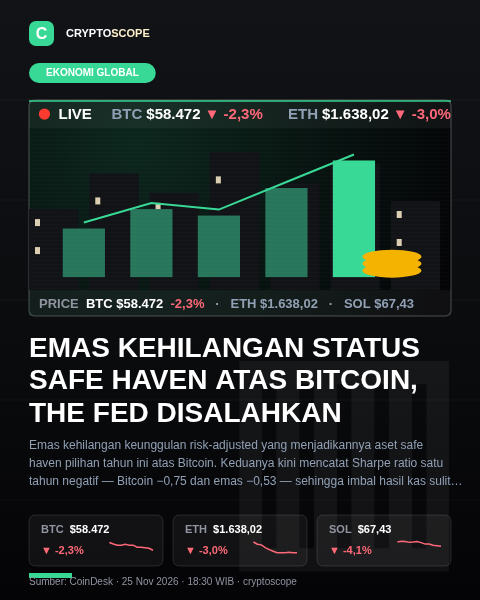 C CRYPTOSCOPE
EKONOMI GLOBAL
LIVE BTC $58.472 ▼ -2,3% ETH $1.638,02 ▼ -3,0%
PRICE BTC $58.472 -2,3% · ETH $1.638,02 · SOL $67,43
EMAS KEHILANGAN STATUS
SAFE HAVEN ATAS BITCOIN,
THE FED DISALAHKAN
Emas kehilangan keunggulan risk-adjusted yang menjadikannya aset safe
haven pilihan tahun ini atas Bitcoin. Keduanya kini mencatat Sharpe ratio satu
tahun negatif — Bitcoin −0,75 dan emas −0,53 — sehingga imbal hasil kas sulit…
BTC $58.472 ETH $1.638,02 SOL $67,43
▼ -2,3% ▼ -3,0% ▼ -4,1%
Sumber: CoinDesk · 25 Nov 2026 · 18:30 WIB · cryptoscope